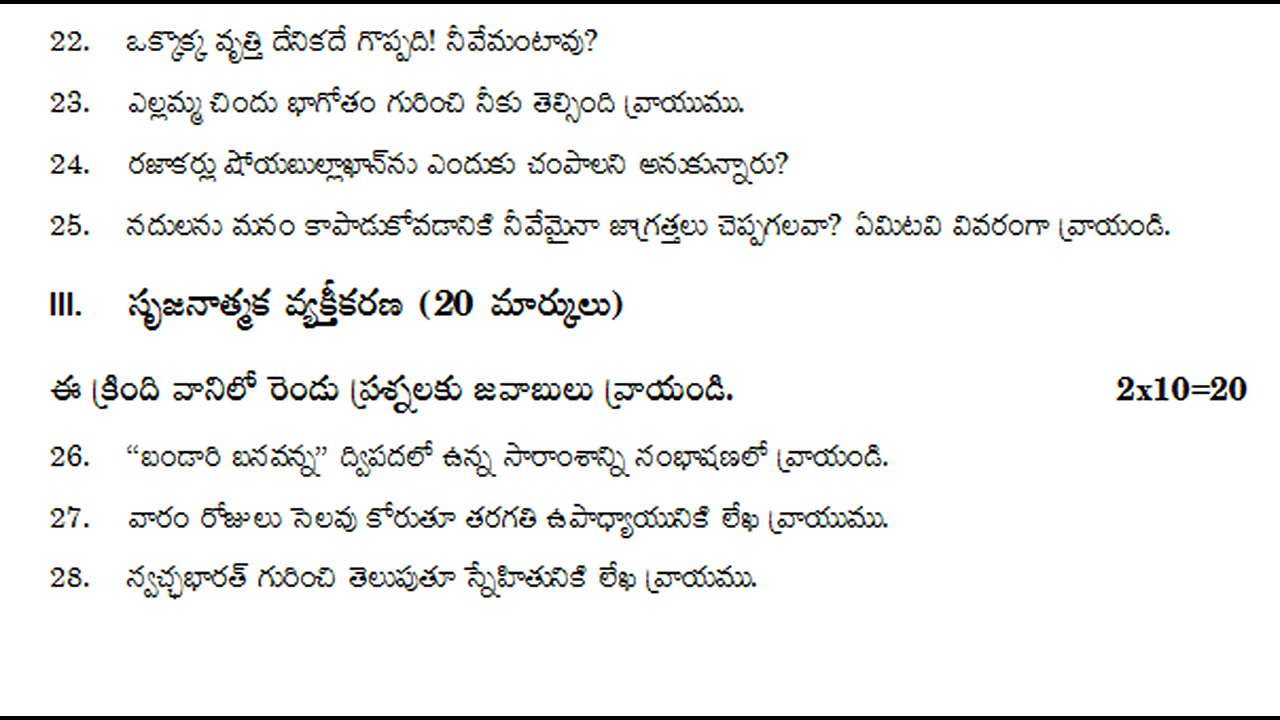 22. ఒక్కొక్క వృత్తి దేనికదే గొప్పది! నీవేమంటావు?
23. ఎల్లమ్మ చిందు భాగోతం గురించి నీకు తెల్సింది వ్రాయుము.
24. రజాకర్లు షోయబుల్లాఖాన్‌ను ఎందుకు చంపాలని అనుకున్నారు?
25. నదులను మనం కాపాడుకోవడానికి నీవేమైనా జాగ్రత్తలు చెప్పగలవా? ఏమిటవి వివరంగా వ్రాయండి.
III. సృజనాత్మక వ్యక్తీకరణ (20 మార్కులు)
ఈ క్రింది వానిలో రెండు ప్రశ్నలకు జవాబులు వ్రాయండి. 2x10=20
26. “బండారి బసవన్న” ద్విపదలో ఉన్న సారాంశాన్ని సంభాషణలో వ్రాయండి.
27. వారం రోజులు సెలవు కోరుతూ తరగతి ఉపాధ్యాయునికి లేఖ వ్రాయుము.
28. స్వచ్ఛభారత్ గురించి తెలుపుతూ స్నేహితునికి లేఖ వ్రాయము.